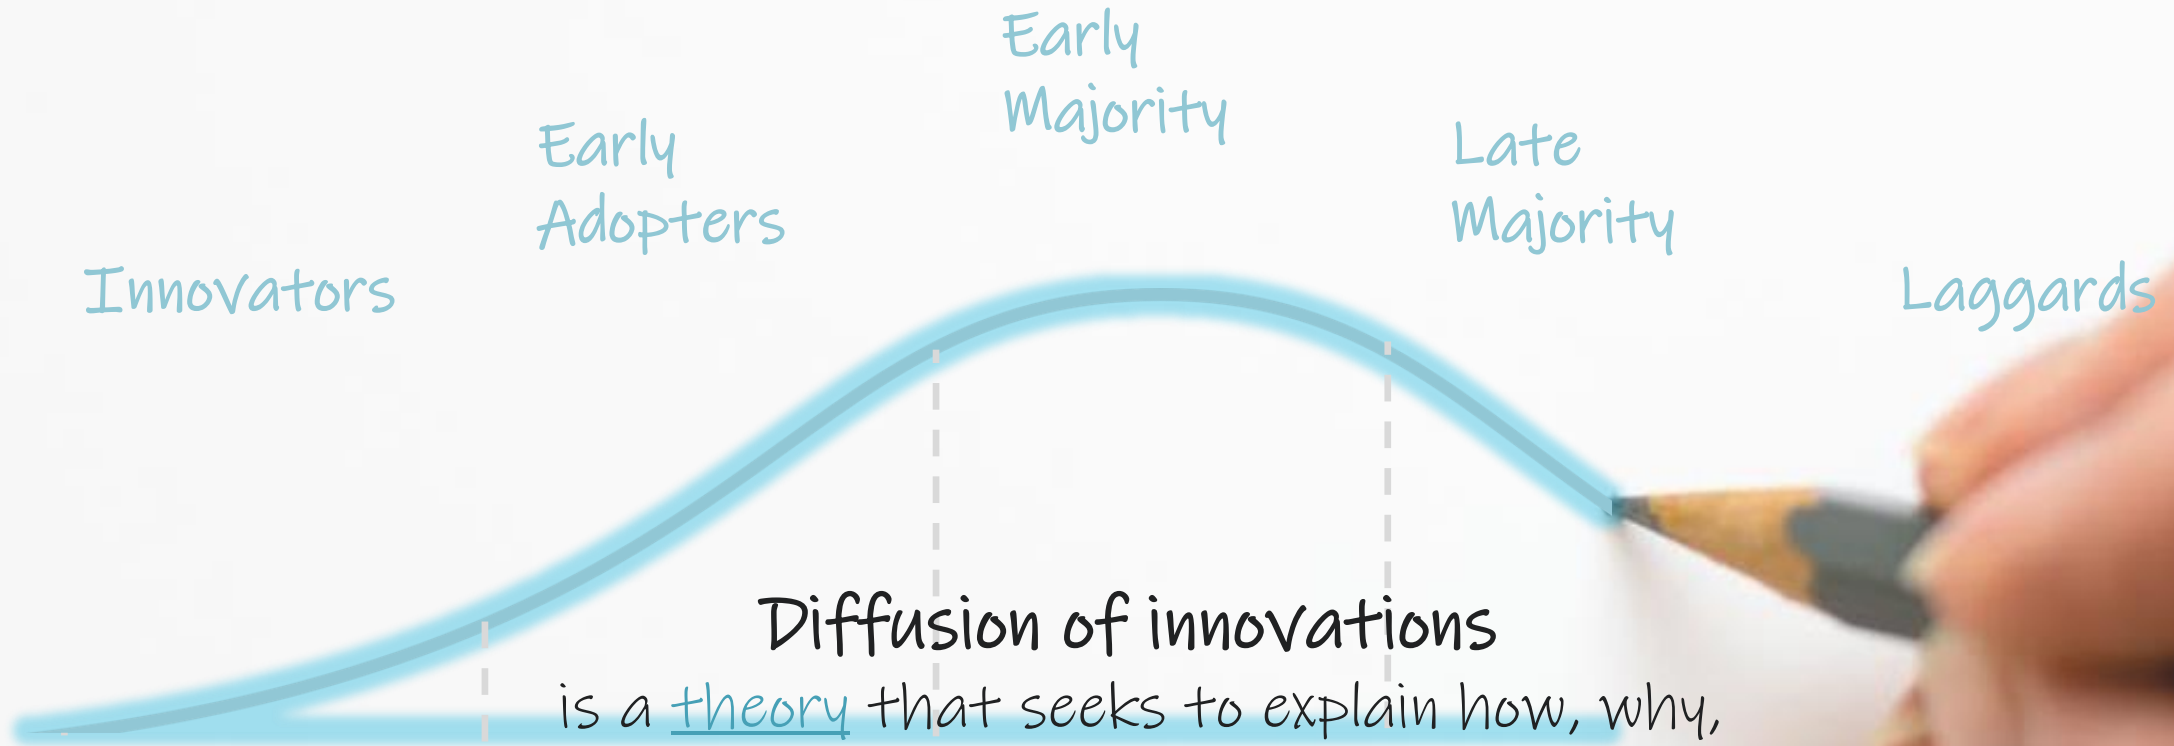 Early
Majority
Early
Adopters
Late
Majority
Innovators
Laggards
Diffusion of innovations
is a theory that seeks to explain how, why,